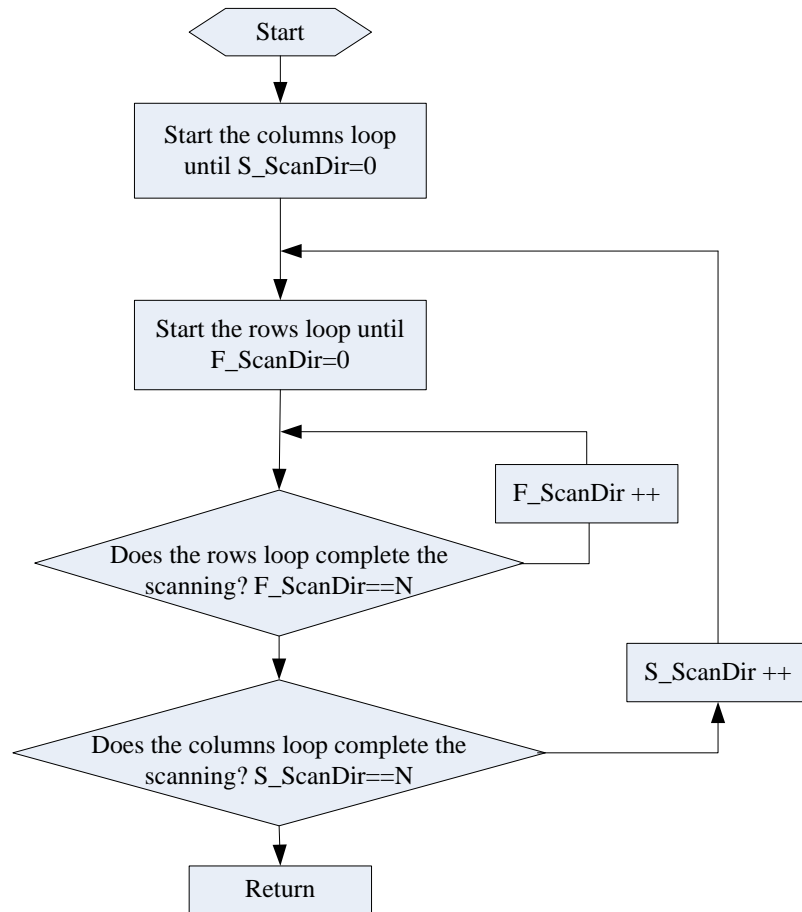 Start
Start the columns loop
until S_ScanDir=0
Start the rows loop until
F_ScanDir=0
F_ScanDir ++
Does the rows loop complete the
scanning? F_ScanDir==N
S_ScanDir ++
Does the columns loop complete the
scanning? S_ScanDir==N
Return